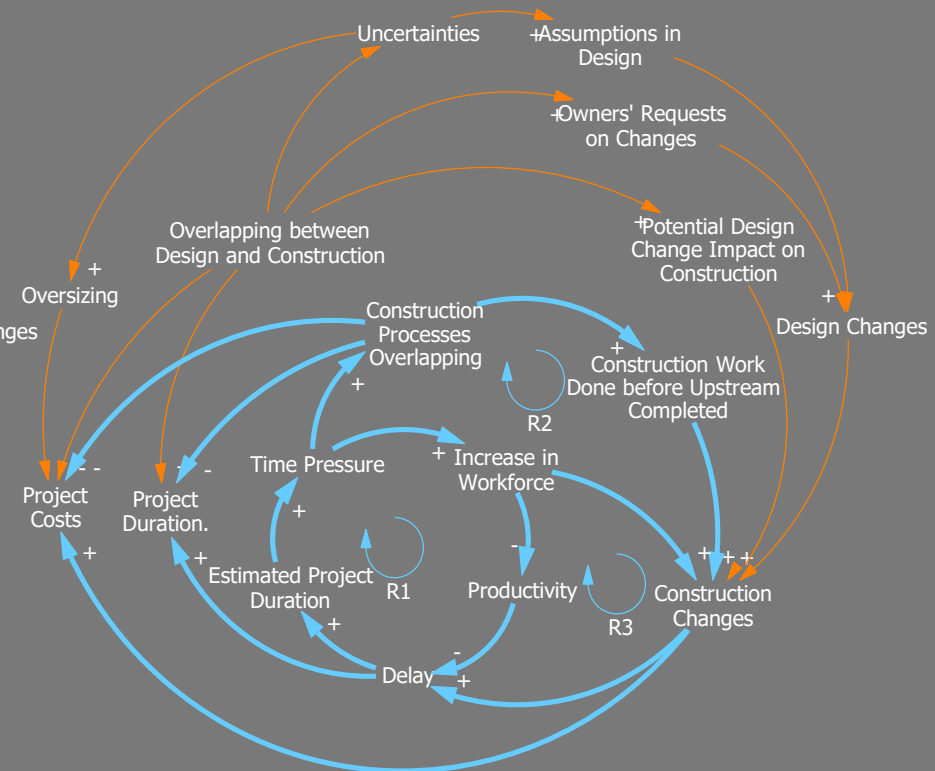 Uncertainties
+
Assumptions in
Design
+
Owners' Requests
on Changes
Overlapping between
Design and Construction
+
Potential Design
Change Impact on
Construction
+
Oversizing
nges
+
Design Changes
Construction
Processes
Overlapping
+
+
Construction Work
Done before Upstream
Completed
R2
Time Pressure
+
Increase in
Workforce
- -
- -
Project
Costs
Project
Duration.
+
+
+
Estimated Project
Duration
R1
-
Productivity
R3
+ + +
Construction
Changes
+
-
+
Delay